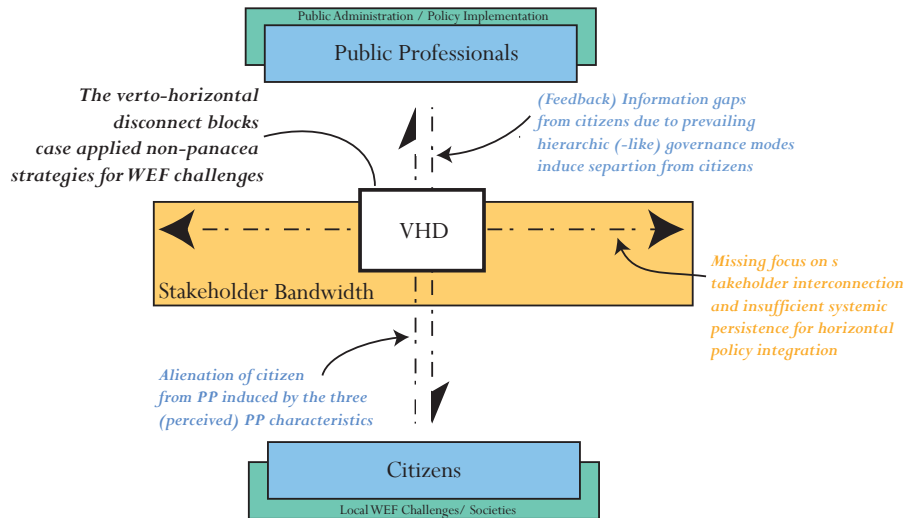 Public Administration / Policy Implementation
Public Professionals
The verto-horizontal
disconnect blocks
case applied non-panacea
strategies for WEF challenges
(Feedback) Information gaps
from citizens due to prevailing
hierarchic (-like) governance modes
induce separtion from citizens
VHD
Stakeholder Bandwidth
Missing focus on s
takeholder interconnection
and insufficient systemic
persistence for horizontal
policy integration
Alienation of citizen
from PP induced by the three
(perceived) PP characteristics
Citizens
Local WEF Challenges/ Societies